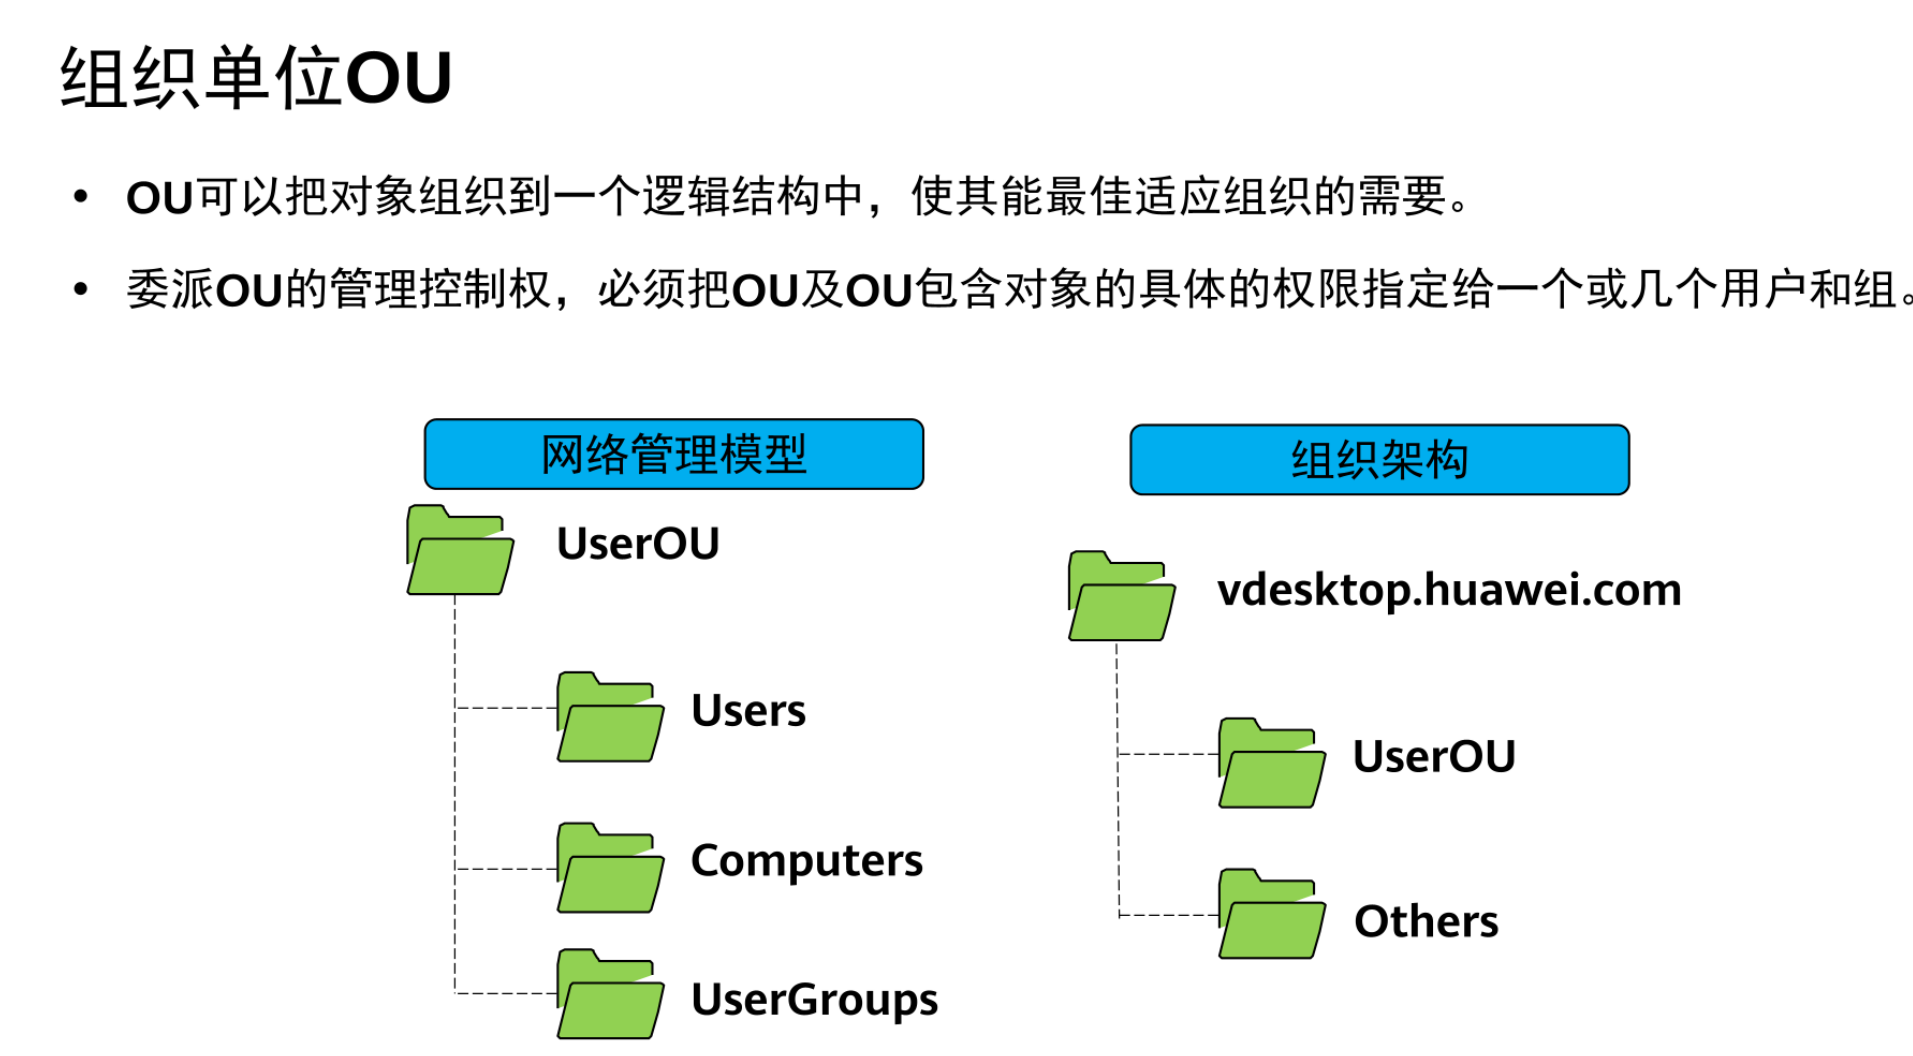 组织单位OU
• OU可以把对象组织到一个逻辑结构中，使其能最佳适应组织的需要。
• 委派OU的管理控制权，必须把OU及OU包含对象的具体的权限指定给一个或几个用户和组。
网络管理模型
UserOU
Users
Computers
UserGroups
组织架构
vdesktop.huawei.com
UserOU
Others